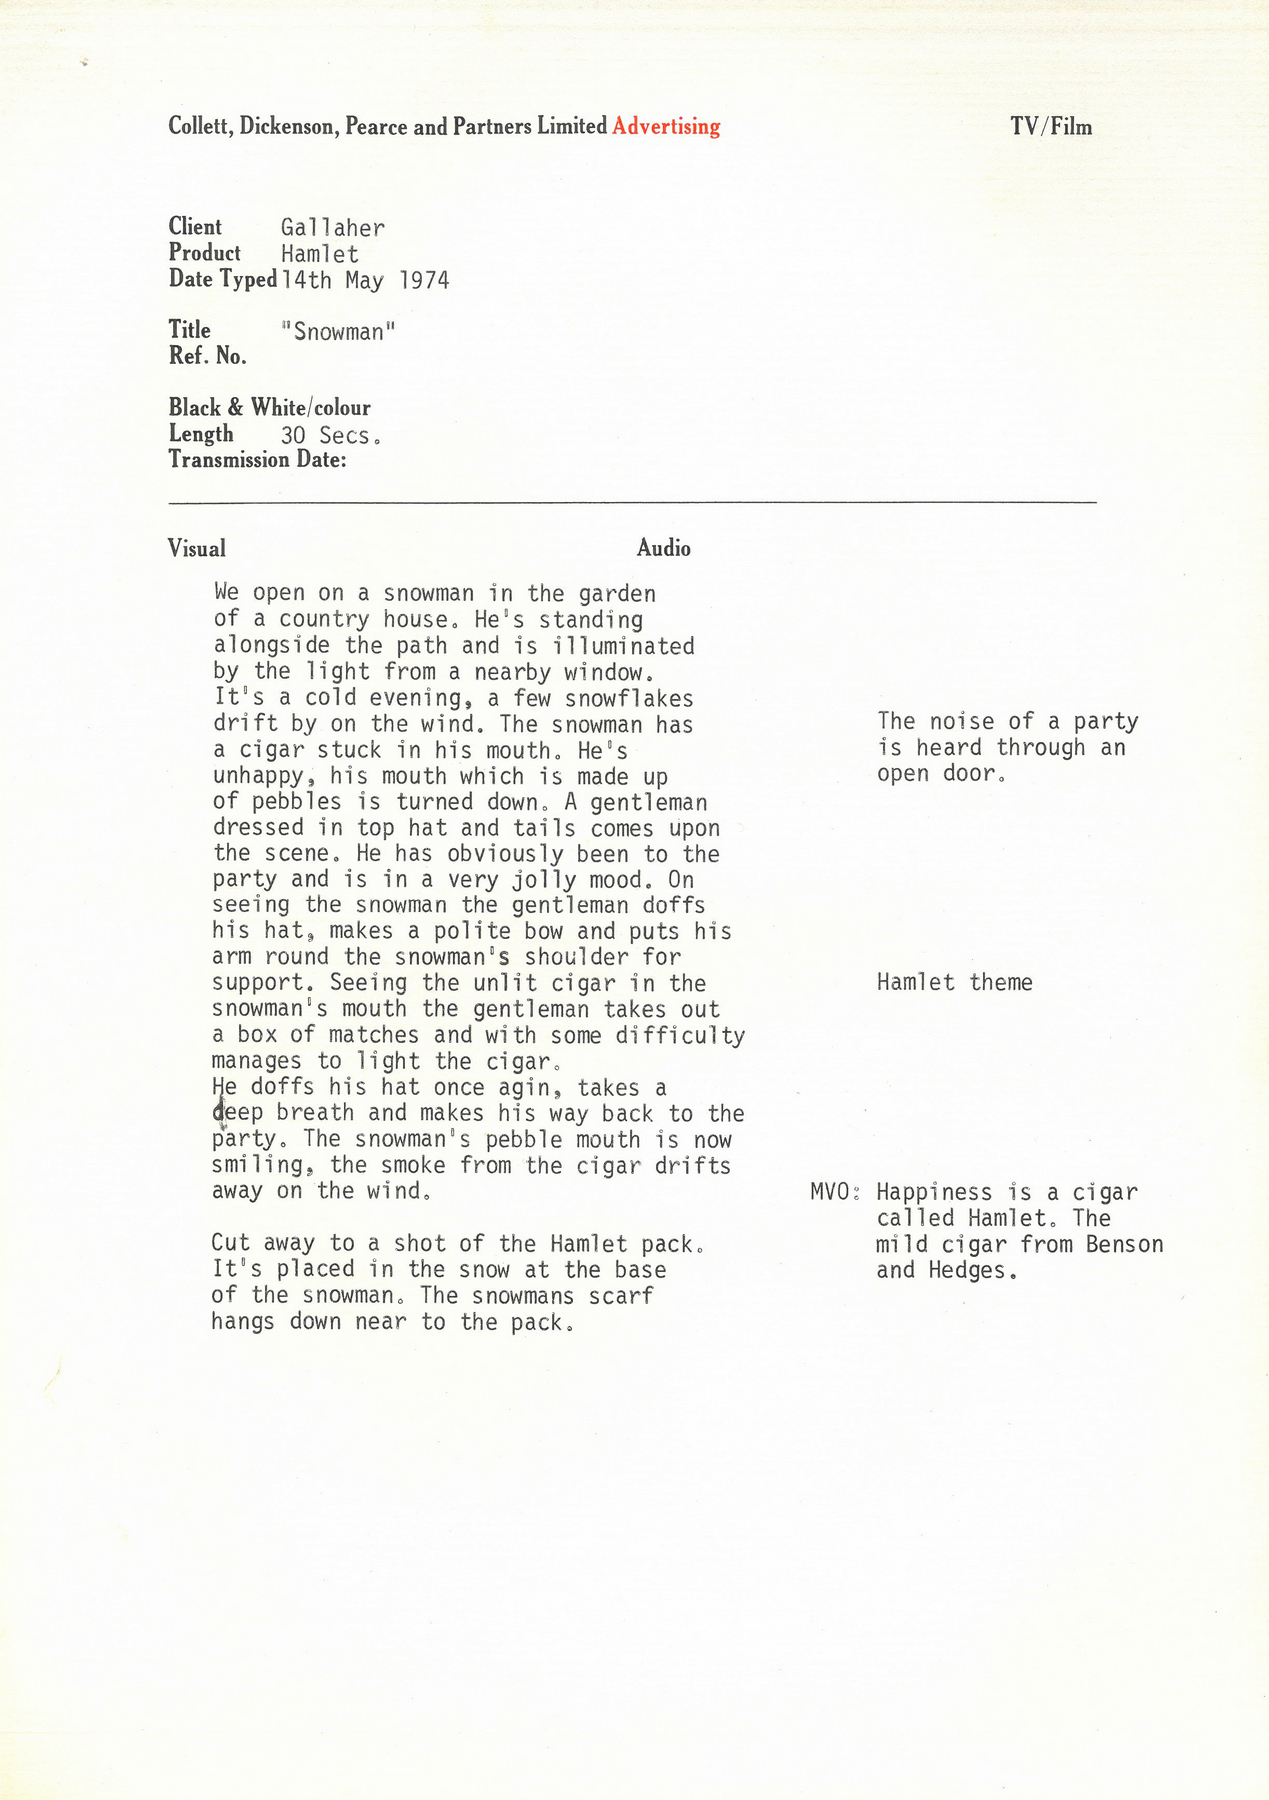 Collett, Dickenson, Pearce and Partners Limited Advertising TV/Film
Client Gallaher
Product Hamlet
Date Typed 14th May 1974
Title "Snowman"
Ref. No.
Black & White/colour
Length 30 Secs.
Transmission Date:
Visual Audio
We open on a snowman in the garden
of a country house. He's standing
alongside the path and is illuminated
by the light from a nearby window.
It's a cold evening, a few snowflakes
drift by on the wind. The snowman has
a cigar stuck in his mouth. He's
unhappy, his mouth which is made up
of pebbles is turned down. A gentleman
dressed in top hat and tails comes upon
the scene. He has obviously been to the
party and is in a very jolly mood. On
seeing the snowman the gentleman doffs
his hat, makes a polite bow and puts his
arm round the snowman's shoulder for
support. Seeing the unlit cigar in the
snowman's mouth the gentleman takes out
a box of matches and with some difficulty
manages to light the cigar.
He doffs his hat once agin, takes a
deep breath and makes his way back to the
party. The snowman's pebble mouth is now
smiling, the smoke from the cigar drifts
away on the wind.
Cut away to a shot of the Hamlet pack.
It's placed in the snow at the base
of the snowman. The snowmans scarf
hangs down near to the pack.
The noise of a party
is heard through an
open door.
Hamlet theme
MVO: Happiness is a cigar
called Hamlet. The
mild cigar from Benson
and Hedges.